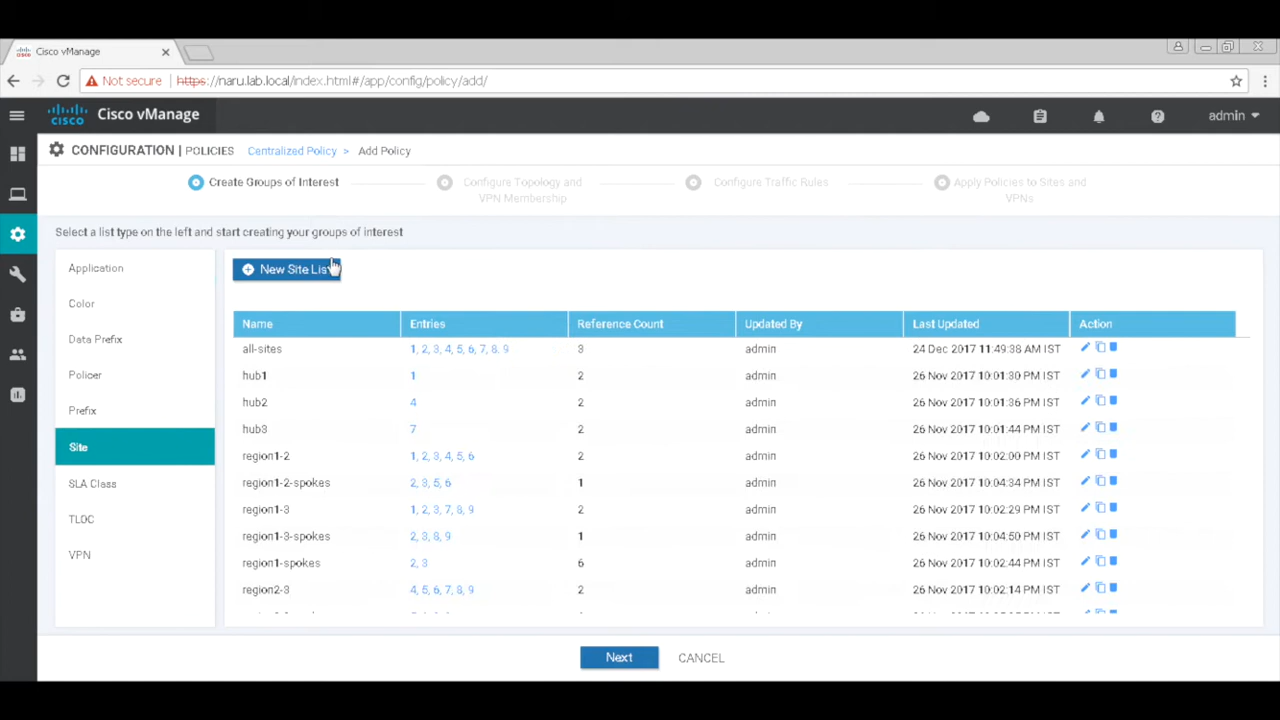 Cisco vManage
Not secure https://naru.lab.local/index.html#/app/config/policy/add/
CISCO Cisco vManage admin
CONFIGURATION | POLICIES Centralized Policy > Add Policy
Create Groups of Interest
Configure Topology and
VPN Membership
Configure Traffic Rules
Apply Policies to Sites and
VPNs
Select a list type on the left and start creating your groups of interest
Application
Color
Data Prefix
Policer
Prefix
Site
SLA Class
TLOC
VPN
New Site List
Name Entries Reference Count Updated By Last Updated Action
all-sites 1, 2, 3, 4, 5, 6, 7, 8, 9 3 admin 24 Dec 2017 11:49:38 AM IST
hub1 1 2 admin 26 Nov 2017 10:01:30 PM IST
hub2 4 2 admin 26 Nov 2017 10:01:36 PM IST
hub3 7 2 admin 26 Nov 2017 10:01:44 PM IST
region1-2 1, 2, 3, 4, 5, 6 2 admin 26 Nov 2017 10:02:00 PM IST
region1-2-spokes 2, 3, 5, 6 1 admin 26 Nov 2017 10:04:34 PM IST
region1-3 1, 2, 3, 7, 8, 9 2 admin 26 Nov 2017 10:02:29 PM IST
region1-3-spokes 2, 3, 8, 9 1 admin 26 Nov 2017 10:04:50 PM IST
region1-spokes 2, 3 6 admin 26 Nov 2017 10:02:44 PM IST
region2-3 4, 5, 6, 7, 8, 9 2 admin 26 Nov 2017 10:02:14 PM IST
Next CANCEL